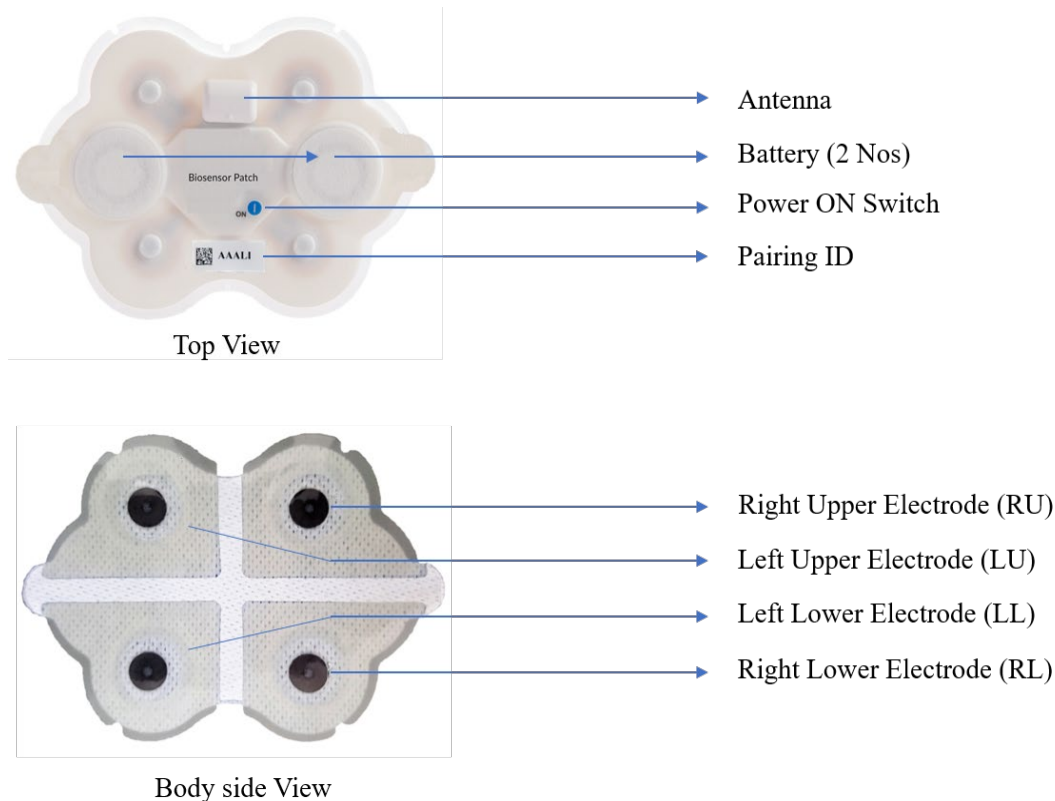 Antenna
Battery (2 Nos)
Biosensor Patch
Power ON Switch
ON
Pairing ID
AAALI
Top View
Right Upper Electrode (RU)
Left Upper Electrode (LU)
Left Lower Electrode (LL)
Right Lower Electrode (RL)
Body side View